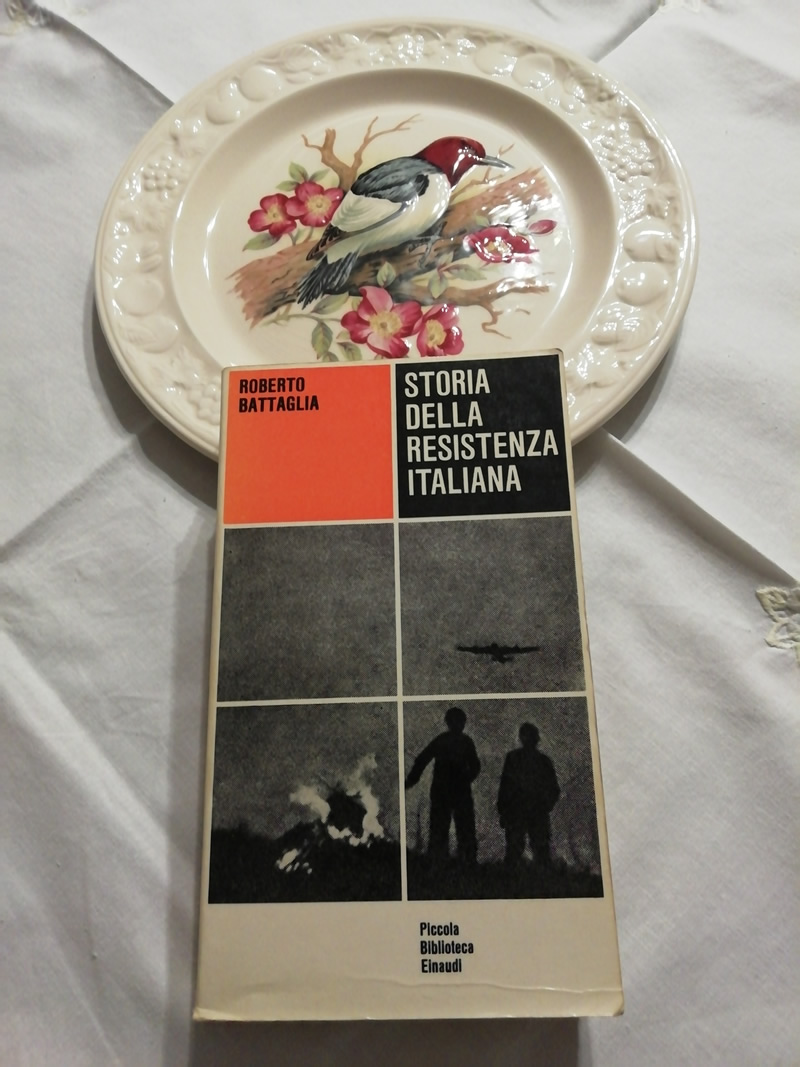 ROBERTO
BATTAGLIA
STORIA
DELLA
RESISTENZA
ITALIANA
Piccola
Biblioteca
Einaudi